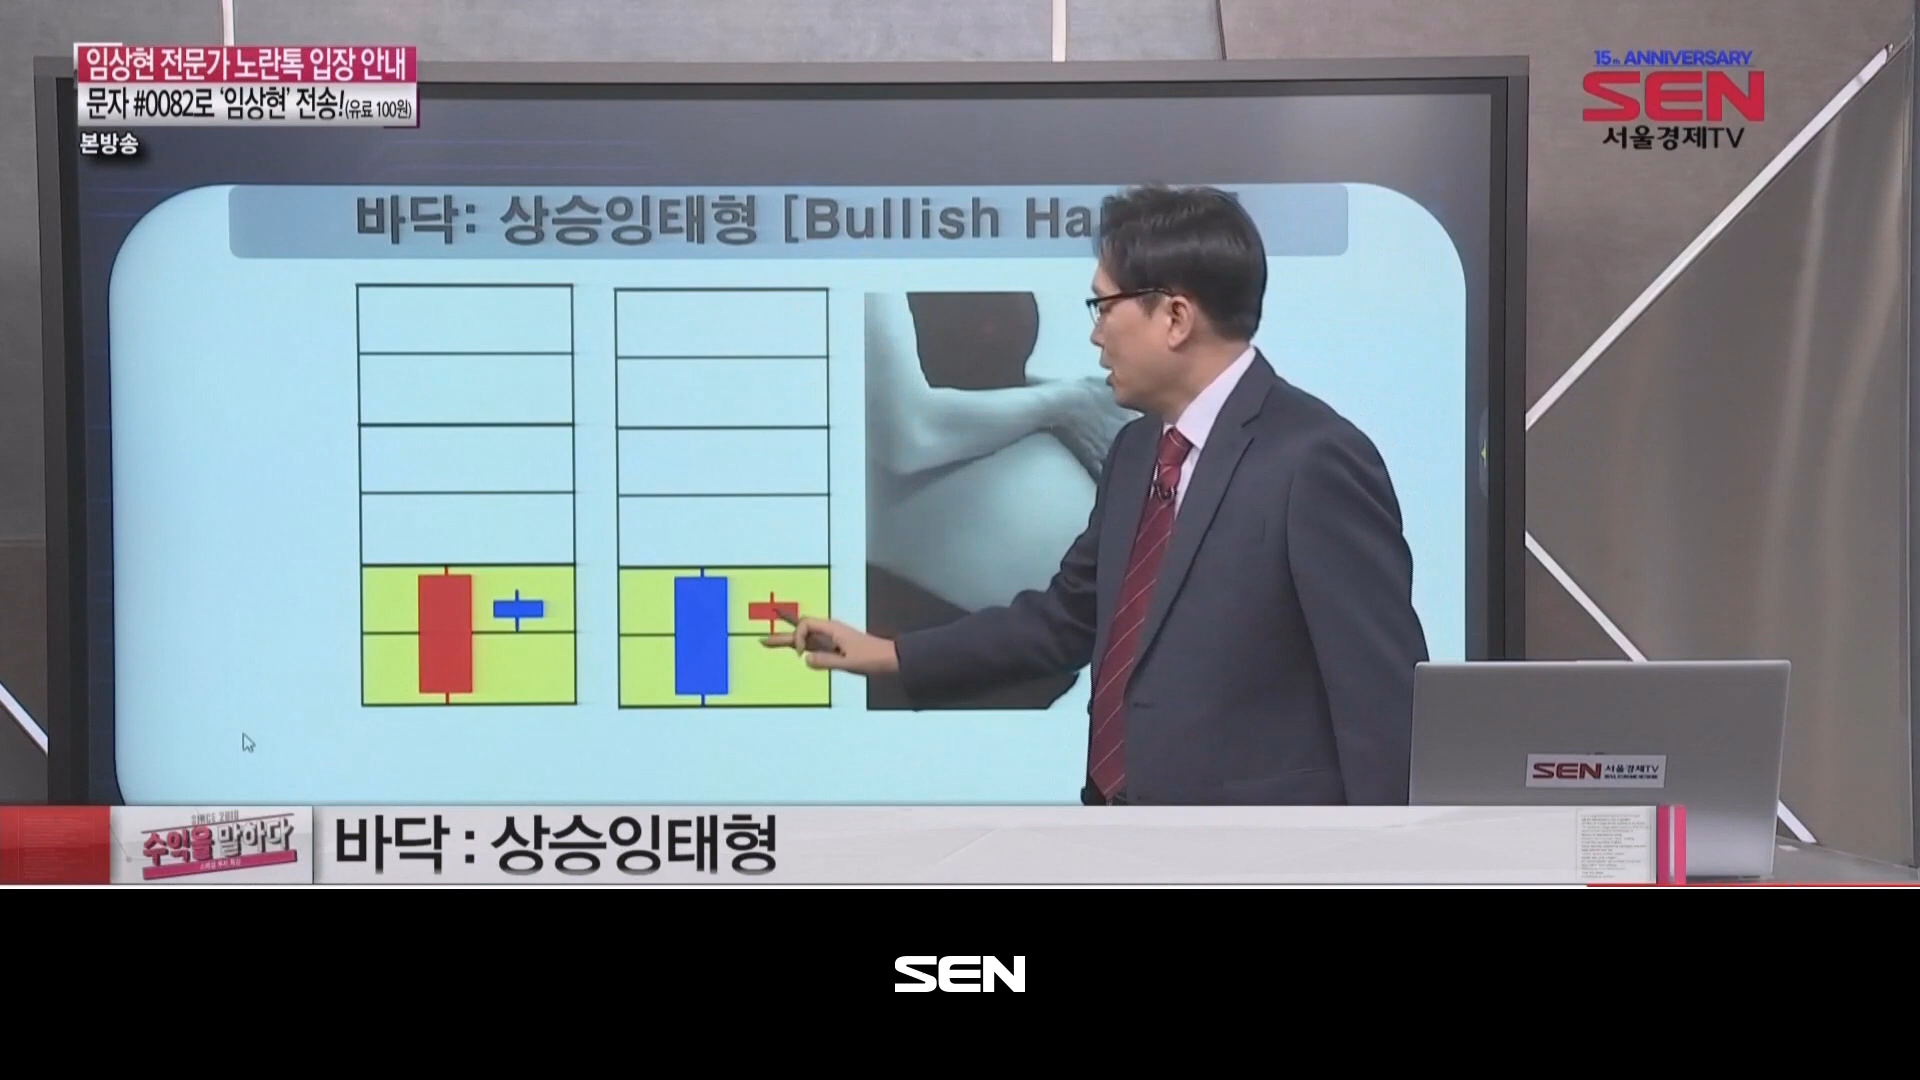 임상현 전문가 노란톡 입장 안내
문자 #0082로 '임상현' 전송!(유료 100원)
본방송
15th ANNIVERSARY
SEN
서울경제TV
바닥: 상승잉태형 [Bullish Ha
SEN 서울경제TV
SINCE 2010
수익을 말하다
바닥 : 상승잉태형
SEN